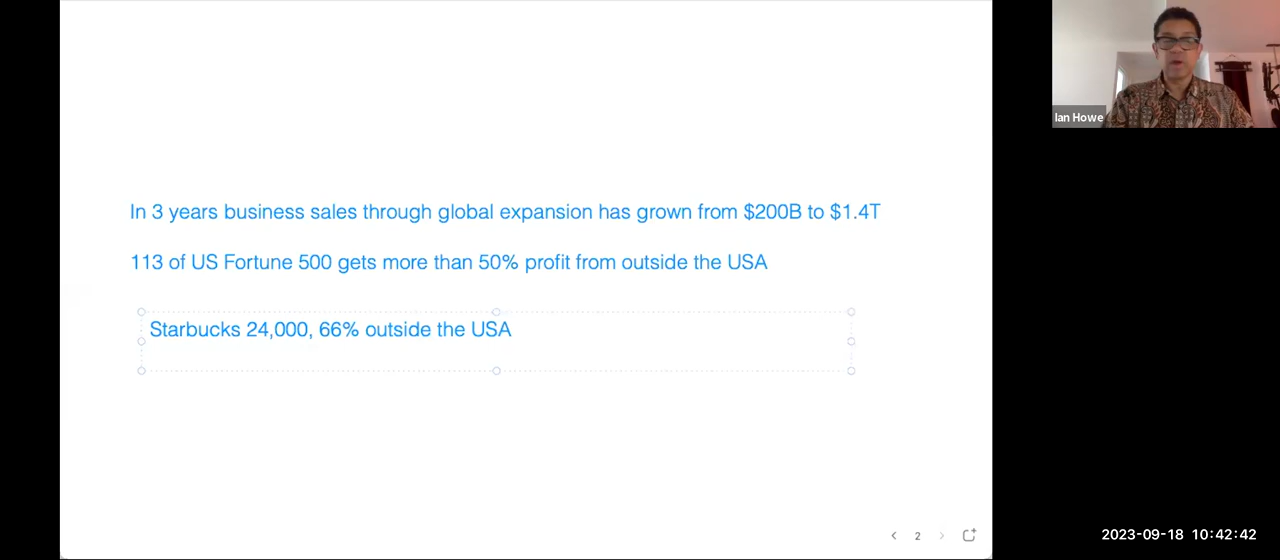 In 3 years business sales through global expansion has grown from $200B to $1.4T
113 of US Fortune 500 gets more than 50% profit from outside the USA
Starbucks 24,000, 66% outside the USA
Ian Howe
2
2023-09-18 10:42:42